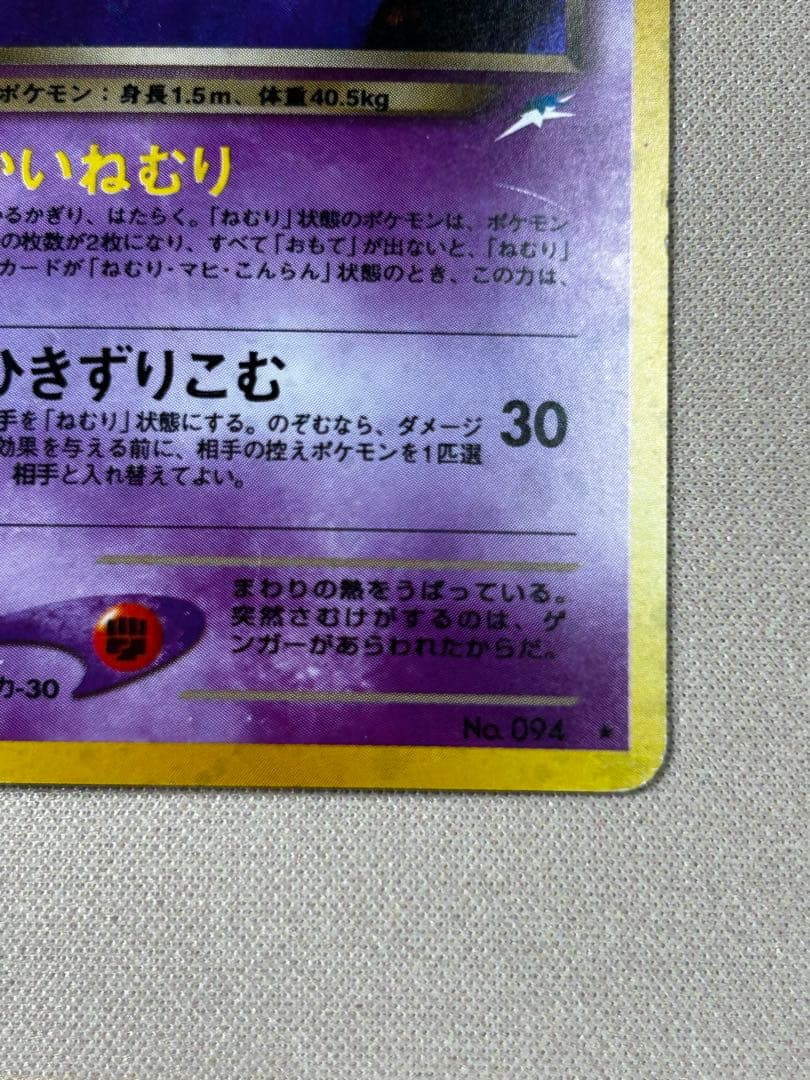 ポケモン：身長1.5m、体重40.5kg
いねむり
るかぎり、はたらく。「ねむり」状態のポケモンは、ポケモン
の枚数が2枚になり、すべて「おもて」が出ないと、「ねむり」
カードが「ねむり・マヒ・こんらん」状態のとき、この力は、
ひきずりこむ
手を「ねむり」状態にする。のぞむなら、ダメージ
効果を与える前に、相手の控えポケモンを1匹選
相手と入れ替えてよい。
30
まわりの熱をうばっている。
突然さむけがするのは、ゲ
ンガーがあらわれたからだ。
力-30
No. 094 ★